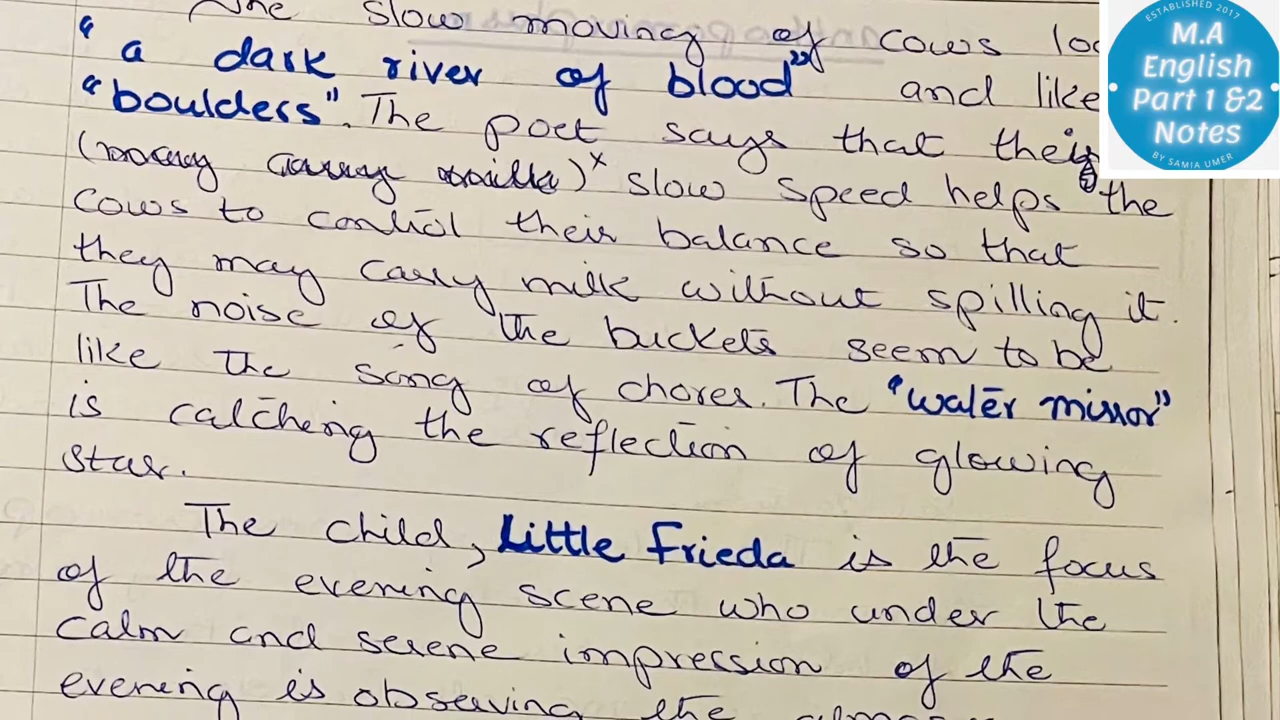 The slow moving of cows
"a dark river of blood" and like
"boulders". The poet says that their
slow speed helps the
cows to control their balance so that
they may carry milk without spilling it.
The noise of the buckets seem to be
like the song of chores. The "water mirror"
is catching the reflection of glowing
star.
The child, Little Frieda is the focus
of the evening scene who under the
calm and serene impression of the
evening is observing the
ESTABLISHED 2017
M.A
English
Part 1 &2
Notes
BY SAMIA UMER